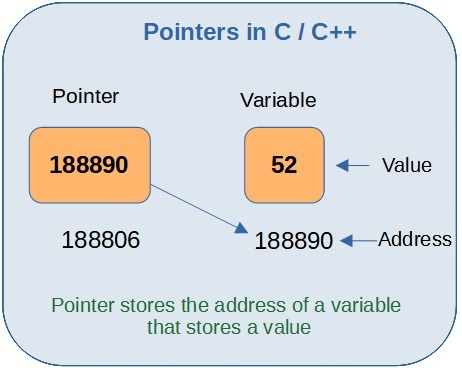 Pointers in C / C++
Pointer
Variable
188890
52
Value
188806
188890
Address
Pointer stores the address of a variable
that stores a value